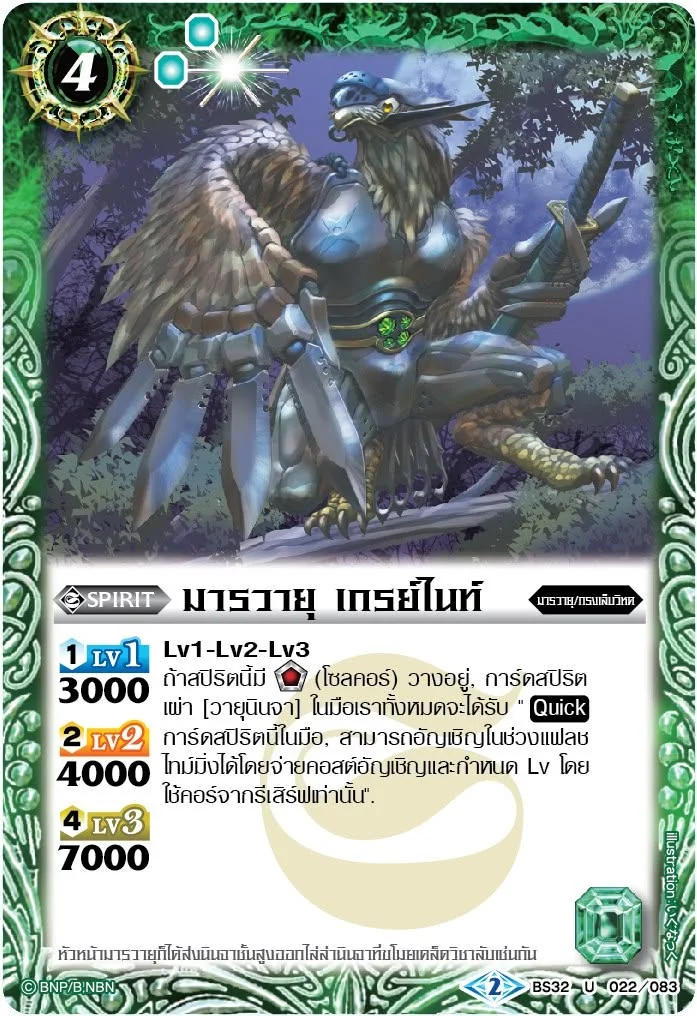 4
SPIRIT
มารวายุ เกรย์ไนท์
มารวายุ/กรงเล็บวิหค
1 LV1
3000
2 LV2
4000
4 LV3
7000
Lv1-Lv2-Lv3
ถ้าสปิริตนี้มี (โซลคอร์) วางอยู่, การ์ดสปิริต
เผ่า [วายุนินจา] ในมือเราทั้งหมดจะได้รับ " Quick
การ์ดสปิริตนี้ในมือ, สามารถอัญเชิญในช่วงแฟลช
ไทม์มิ่งได้โดยจ่ายคอสต์อัญเชิญและกำหนด Lv โดย
ใช้คอร์จากรีเสิร์ฟเท่านั้น".
illustration:しくなつく
หัวหน้ามารวายุก็ได้ส่งนินจาชั้นสูงออกไล่ล่านินจาที่ขโมยเคล็ดวิชาลับเช่นกัน
©BNP/B,NBN
2
BS32 U 022/083